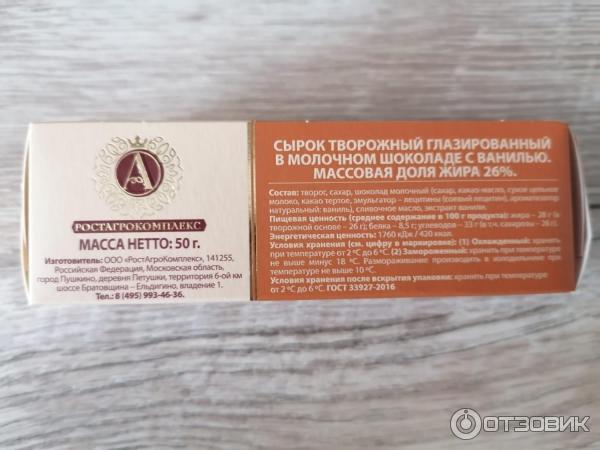 А
РОСТАГРОКОМПЛЕКС
МАССА НЕТТО: 50 г.
Изготовитель: ООО «РостАгроКомплекс», 141255,
Российская Федерация, Московская область,
город Пушкино, деревня Петушки, территория 6-ой км
шоссе Братовщина – Ельдигино, владение 1.
Тел.: 8 (495) 993-46-36.
СЫРОК ТВОРОЖНЫЙ ГЛАЗИРОВАННЫЙ
В МОЛОЧНОМ ШОКОЛАДЕ С ВАНИЛЬЮ.
МАССОВАЯ ДОЛЯ ЖИРА 26%.
Состав: творог, сахар, шоколад молочный (сахар, какао-масло, сухое цельное
молоко, какао тертое, эмульгатор – лецитины (соевый лецитин), ароматизатор
натуральный: ваниль), сливочное масло, экстракт ванили.
Пищевая ценность (среднее содержание в 100 г продукта): жира – 28 г (в
творожной основе – 26 г); белка – 8,5 г; углеводов – 33 г (в т.ч. сахарозы – 26 г).
Энергетическая ценность: 1760 кДж / 420 ккал.
Условия хранения (см. цифру в маркировке): (1) Охлажденный: хранить
при температуре от 2 °С до 6 °С. (2) Замороженный: хранить при температуре
не выше минус 18 °С. Размораживание производить в холодильнике при
температуре не выше 10 °С.
Условия хранения после вскрытия упаковки: хранить при температуре
от 2 °С до 6 °С. ГОСТ 33927-2016
ОТЗОВИК